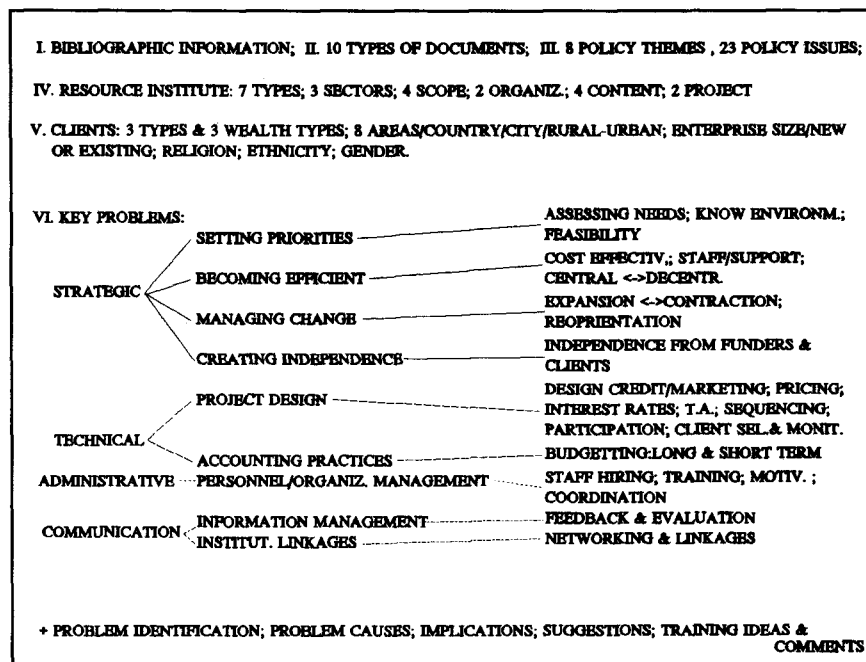 I. BIBLIOGRAPHIC INFORMATION; II. 10 TYPES OF DOCUMENTS; III. 8 POLICY THEMES , 23 POLICY ISSUES;
IV. RESOURCE INSTITUTE: 7 TYPES; 3 SECTORS; 4 SCOPE; 2 ORGANIZ.; 4 CONTENT; 2 PROJECT
V. CLIENTS: 3 TYPES & 3 WEALTH TYPES; 8 AREAS/COUNTRY/CITY/RURAL-URBAN; ENTERPRISE SIZE/NEW
OR EXISTING; RELIGION; ETHNICITY; GENDER.
VI. KEY PROBLEMS:
STRATEGIC
SETTING PRIORITIES
ASSESSING NEEDS; KNOW ENVIRONM.;
FEASIBILITY
BECOMING EFFICIENT
COST EFFECTIV.; STAFF/SUPPORT;
CENTRAL <->DECENTR.
MANAGING CHANGE
EXPANSION <->CONTRACTION;
REOPRIENTATION
CREATING INDEPENDENCE
INDEPENDENCE FROM FUNDERS &
CLIENTS
TECHNICAL
PROJECT DESIGN
DESIGN CREDIT/MARKETING; PRICING;
INTEREST RATES; T.A.; SEQUENCING;
PARTICIPATION; CLIENT SEL.& MONIT.
ACCOUNTING PRACTICES
BUDGETTING:LONG & SHORT TERM
ADMINISTRATIVE
PERSONNEL/ORGANIZ. MANAGEMENT
STAFF HIRING; TRAINING; MOTIV. ;
COORDINATION
COMMUNICATION
INFORMATION MANAGEMENT
FEEDBACK & EVALUATION
INSTITUT. LINKAGES
NETWORKING & LINKAGES
+ PROBLEM IDENTIFICATION; PROBLEM CAUSES; IMPLICATIONS; SUGGESTIONS; TRAINING IDEAS &
COMMENTS